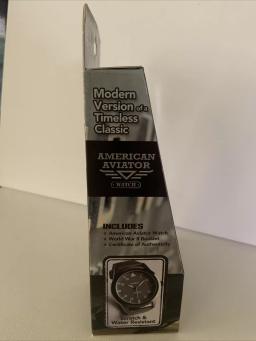 Modern
Version of a
Timeless
Classic
AMERICAN
AVIATOR
WATCH
INCLUDES
• American Aviator Watch
• World War II Booklet
• Certificate of Authenticity
Scratch &
Water Resistant